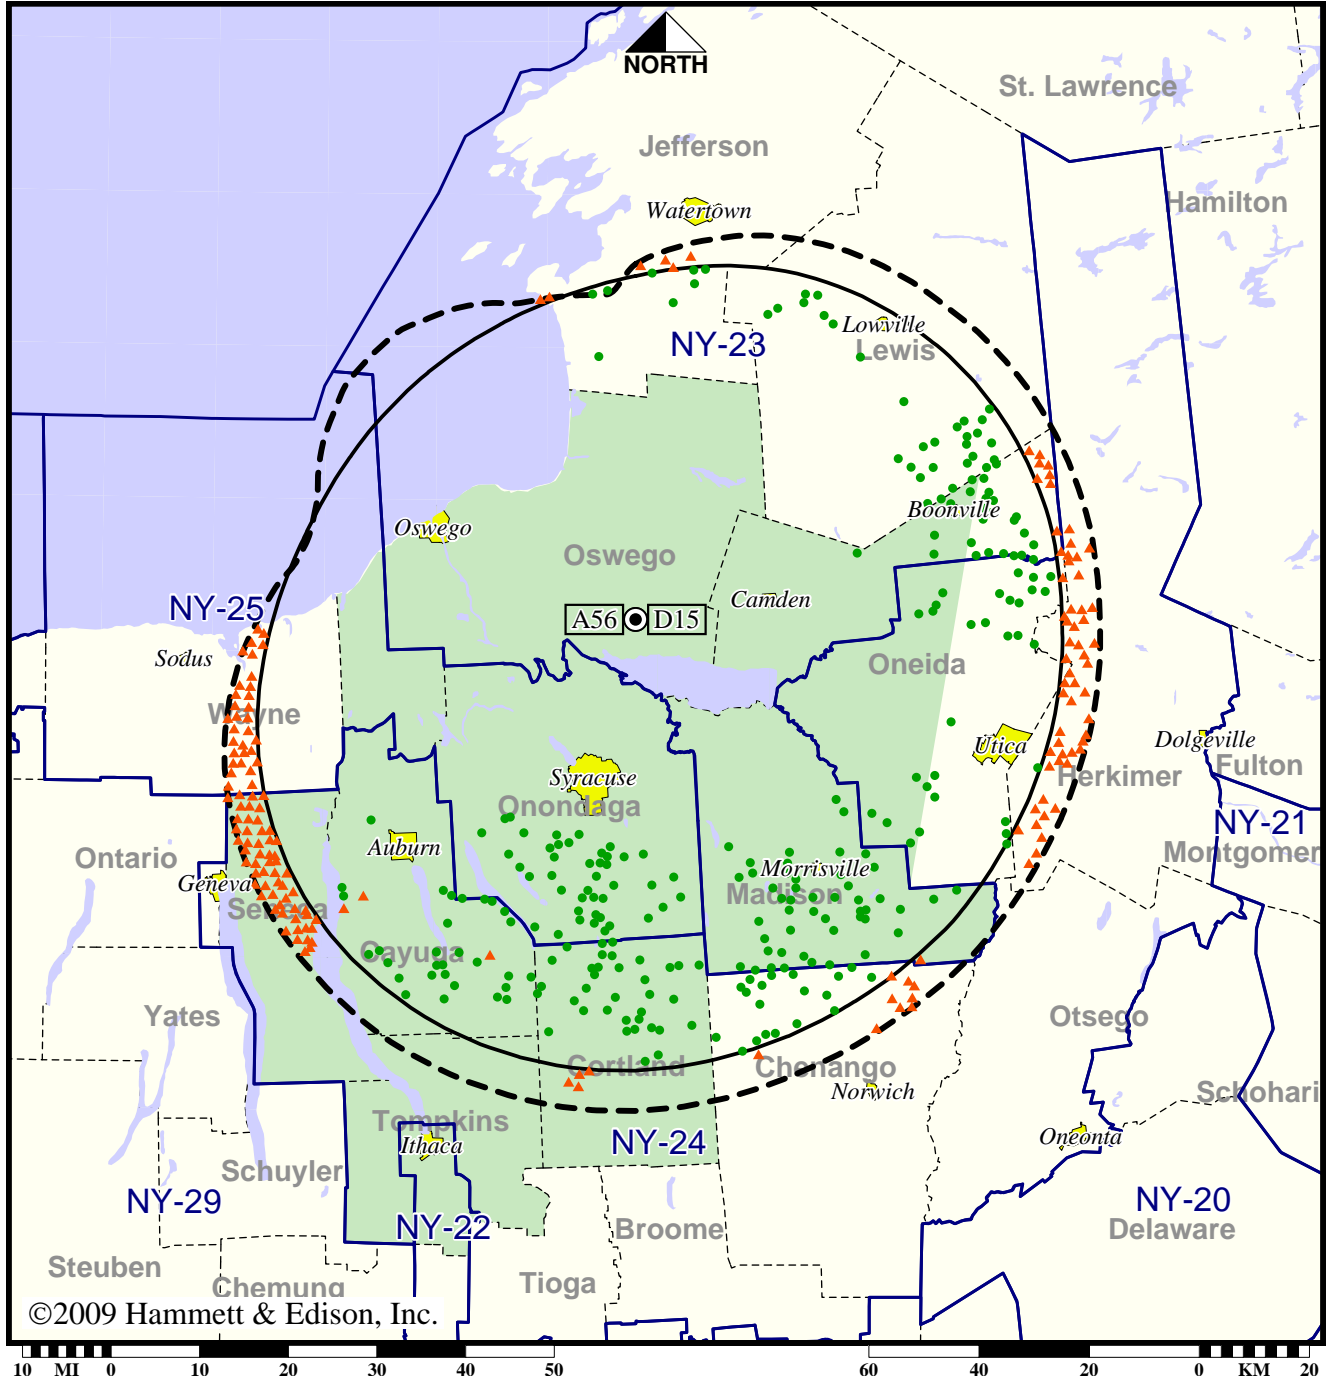 NORTH
St. Lawrence
Jefferson
Hamilton
Watertown
Lowville
NY-23
Lewis
Boonville
Oswego
Oswego
Camden
A56 D15
NY-25
Sodus
Oneida
Wayne
Utica
Dolgeville
Herkimer
Fulton
Syracuse
Onondaga
NY-21
Auburn
Montgomer
Ontario
Morrisville
Geneva
Madison
Seneca
Cayuga
Yates
Otsego
Cortland
Chenango
Norwich
Schohari
Tompkins
Ithaca
NY-24
Oneonta
Schuyler
NY-29
NY-20
NY-22
Broome
Delaware
Steuben
Chemung
Tioga
©2009 Hammett & Edison, Inc.
10 MI 0 10 20 30 40 50 60 40 20 0 KM 20